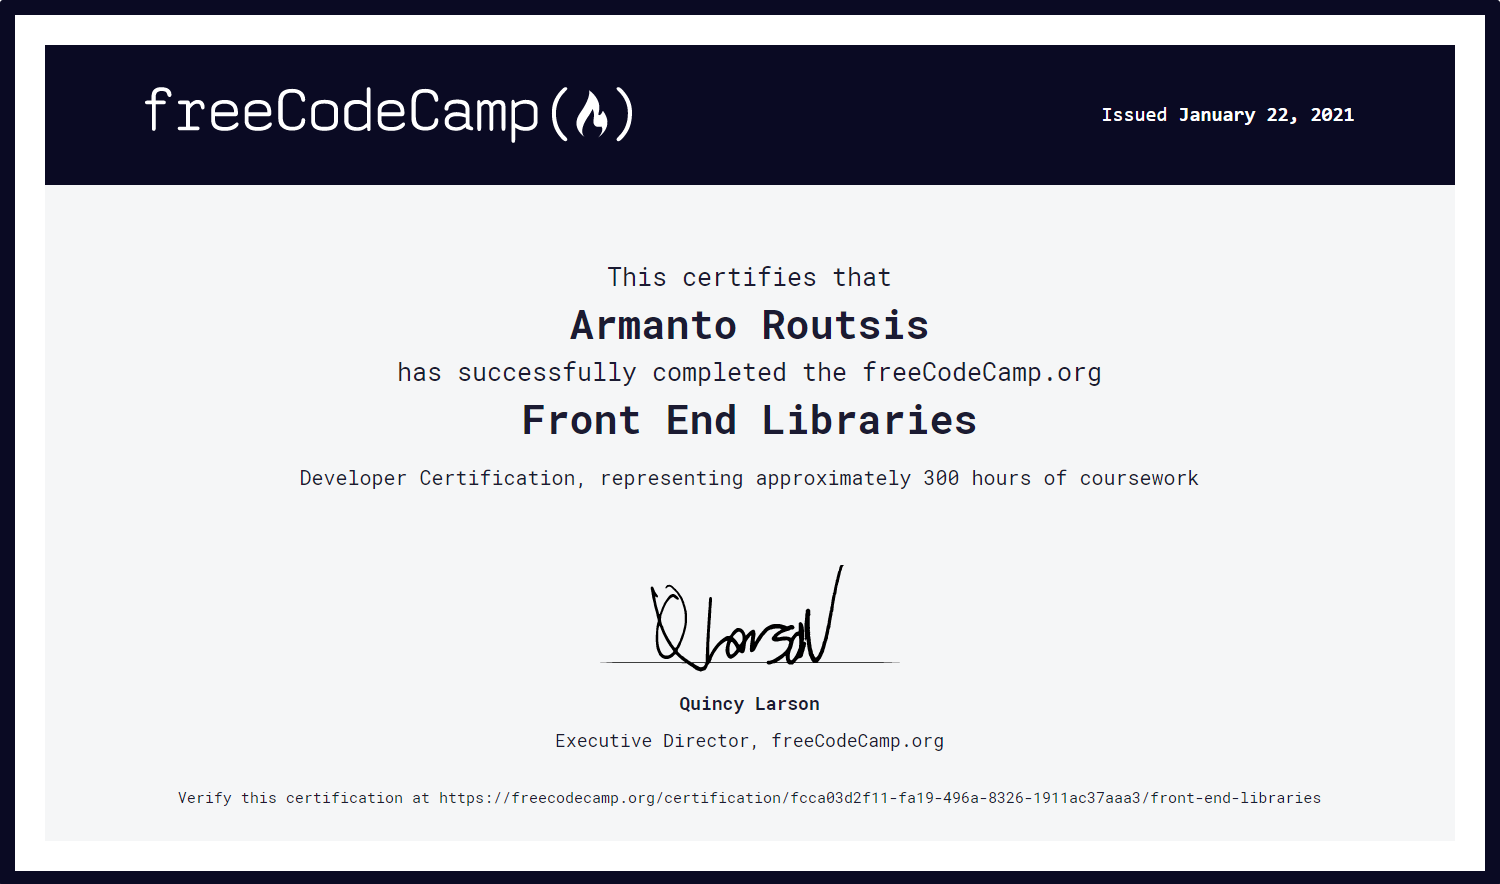 freeCodeCamp(🔥)
Issued January 22, 2021
This certifies that
Armanto Routsis
has successfully completed the freeCodeCamp.org
Front End Libraries
Developer Certification, representing approximately 300 hours of coursework
Q Larson
Quincy Larson
Executive Director, freeCodeCamp.org
Verify this certification at https://freecodecamp.org/certification/fcca03d2f11-fa19-496a-8326-1911ac37aaa3/front-end-libraries